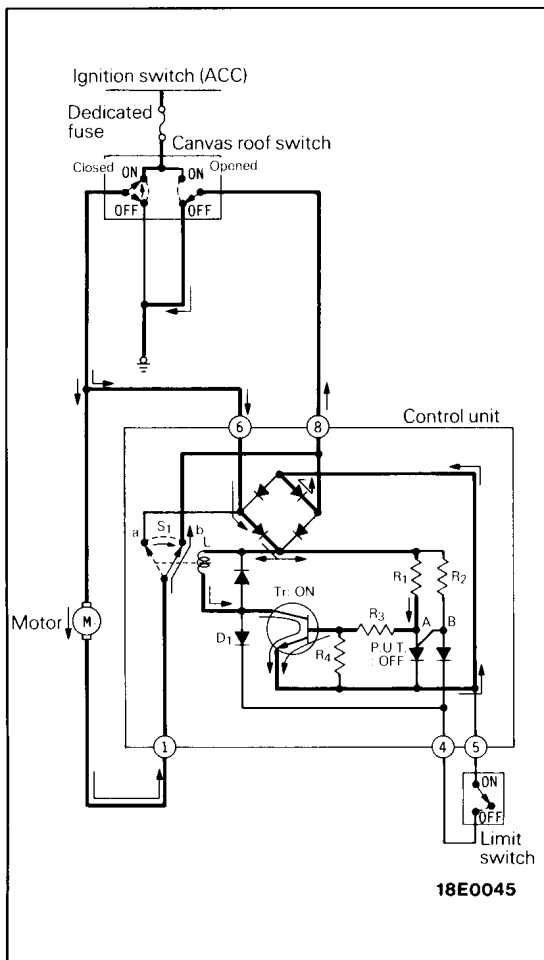 Ignition switch (ACC)
Dedicated
fuse
Canvas roof switch
Closed ON ON Opened
OFF OFF
6 8 Control unit
a S1 b
L
Tr: ON R1 R2
R3 A B
Motor M D1 R4 P.U.T.
: OFF
1 4 5
ON
OFF
Limit
switch
18E0045